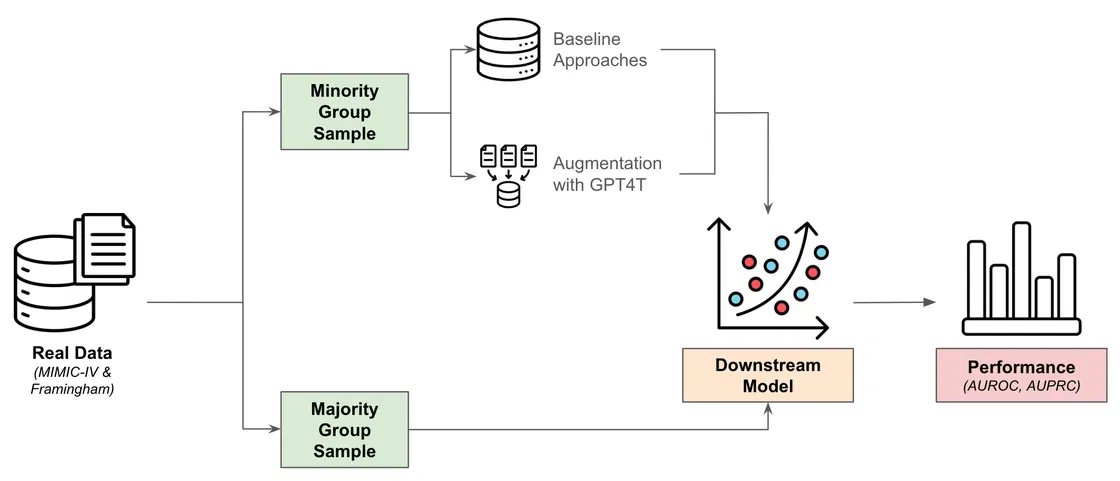 Baseline
Approaches
Minority
Group
Sample
Augmentation
with GPT4T
Real Data
(MIMIC-IV &
Framingham)
Majority
Group
Sample
Downstream
Model
Performance
(AUROC, AUPRC)